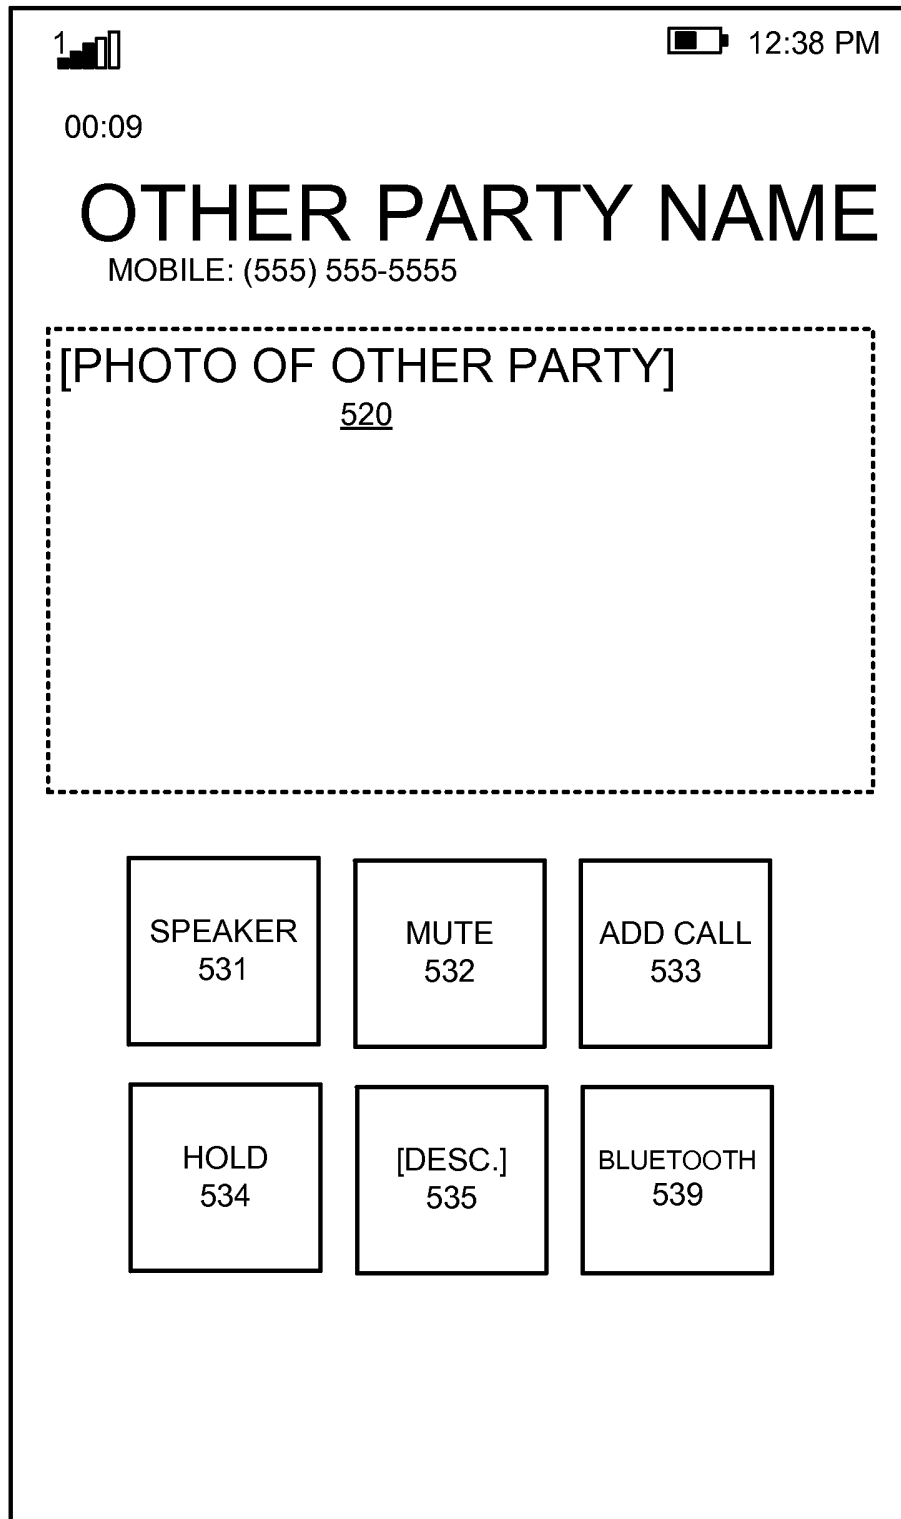 1
12:38 PM
00:09
OTHER PARTY NAME
MOBILE: (555) 555-5555
[PHOTO OF OTHER PARTY]
520
SPEAKER
531
MUTE
532
ADD CALL
533
HOLD
534
[DESC.]
535
BLUETOOTH
539